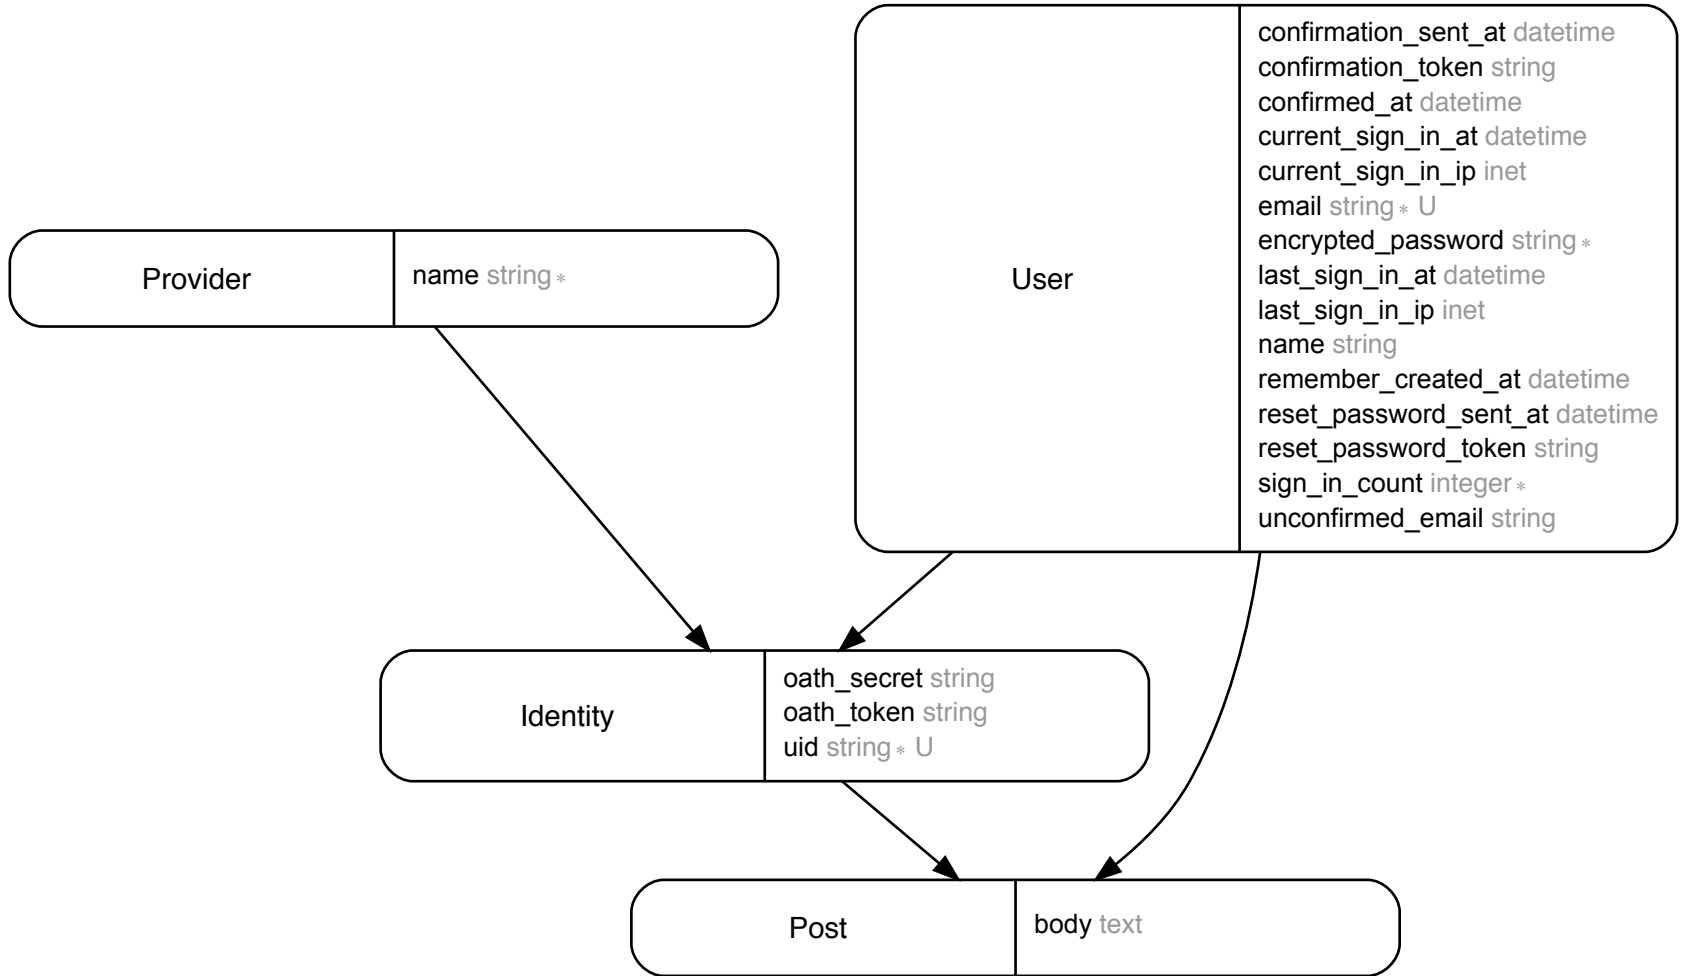 User
confirmation_sent_at datetime
confirmation_token string
confirmed_at datetime
current_sign_in_at datetime
current_sign_in_ip inet
email string * U
encrypted_password string *
last_sign_in_at datetime
last_sign_in_ip inet
name string
remember_created_at datetime
reset_password_sent_at datetime
reset_password_token string
sign_in_count integer *
unconfirmed_email string
Provider
name string *
Identity
oath_secret string
oath_token string
uid string * U
Post
body text